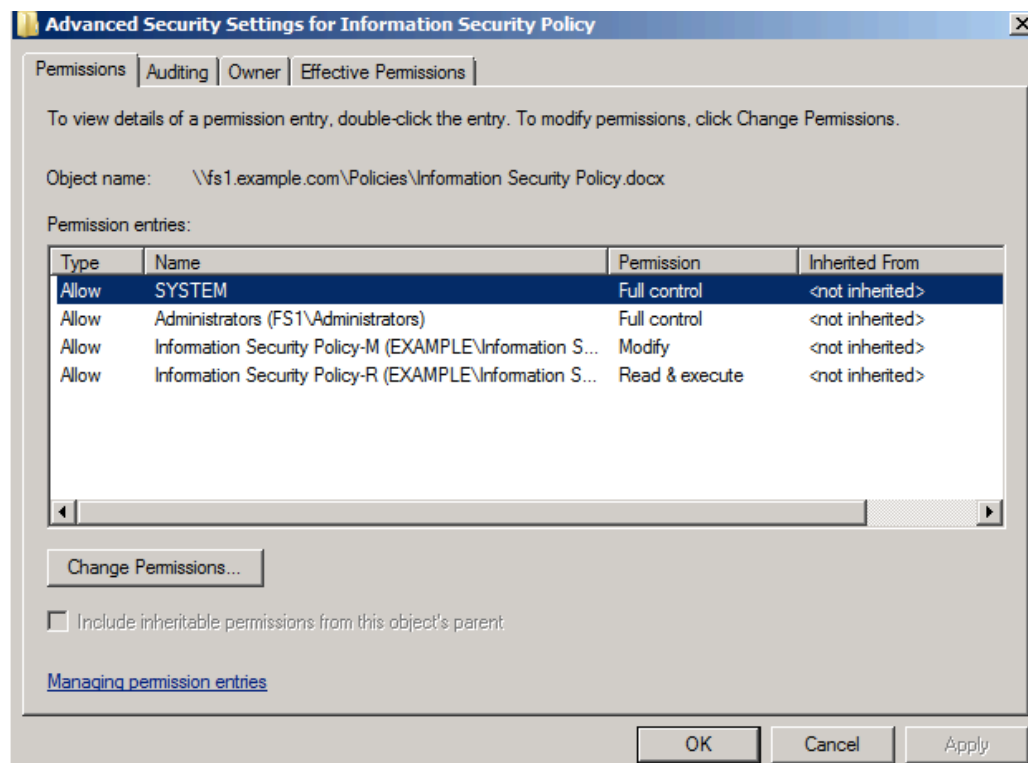 Advanced Security Settings for Information Security Policy
Permissions Auditing Owner Effective Permissions
To view details of a permission entry, double-click the entry. To modify permissions, click Change Permissions.
Object name: \\fs1.example.com\Policies\Information Security Policy.docx
Permission entries:
Type Name Permission Inherited From
Allow SYSTEM Full control <not inherited>
Allow Administrators (FS1\Administrators) Full control <not inherited>
Allow Information Security Policy-M (EXAMPLE\Information S... Modify <not inherited>
Allow Information Security Policy-R (EXAMPLE\Information S... Read & execute <not inherited>
Change Permissions...
Include inheritable permissions from this object's parent
Managing permission entries
OK Cancel Apply